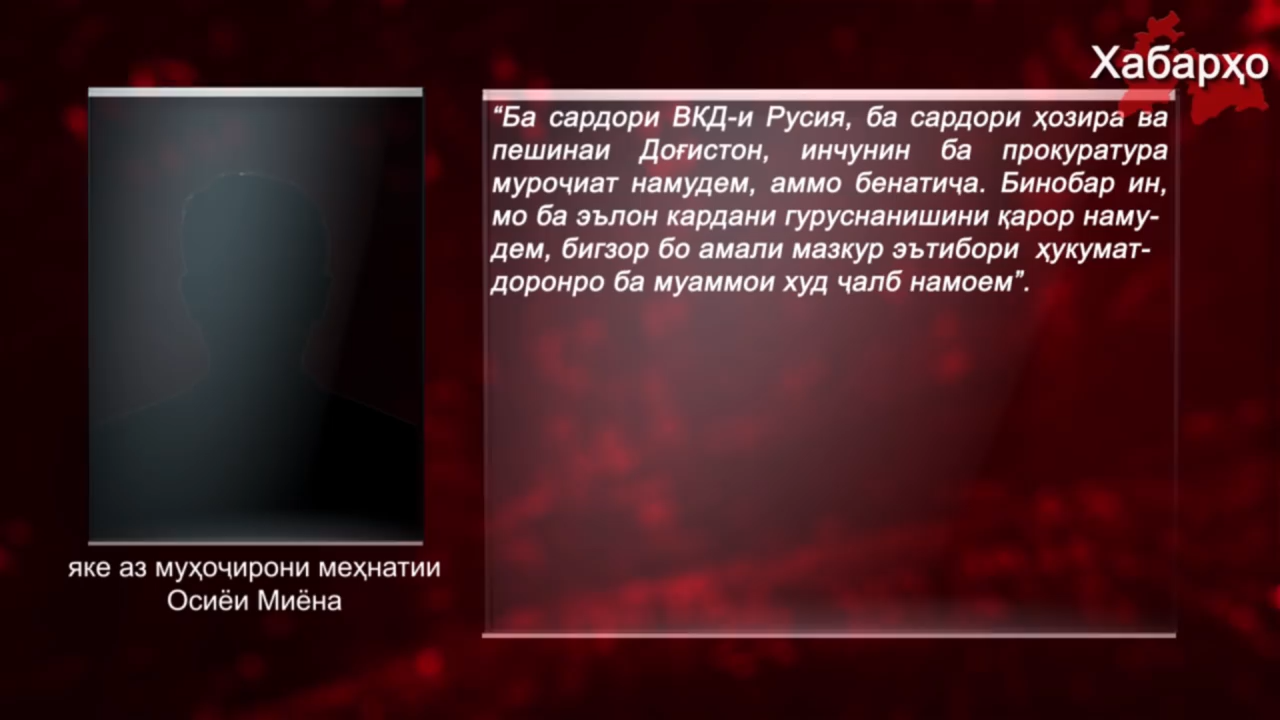 Хабарҳо
“Ба сардори ВКД-и Русия, ба сардори ҳозира ва
пешинаи Доғистон, инчунин ба прокуратура
муроҷиат намудем, аммо бенатиҷа. Бинобар ин,
мо ба эълон кардани гуруснанишини қарор наму-
дем, бигзор бо амали мазкур эътибори ҳукумат-
доронро ба муаммои худ ҷалб намоем”.
яке аз муҳоҷирони меҳнатии
Осиёи Миёна